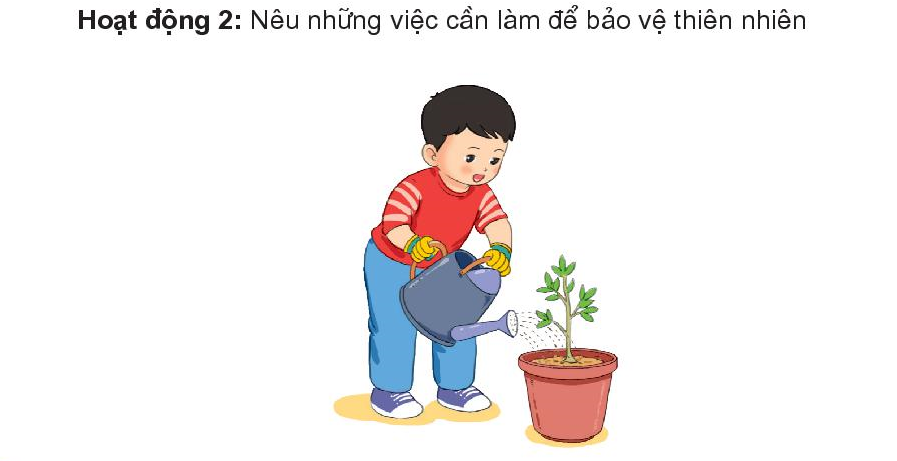 Hoạt động 2: Nêu những việc cần làm để bảo vệ thiên nhiên